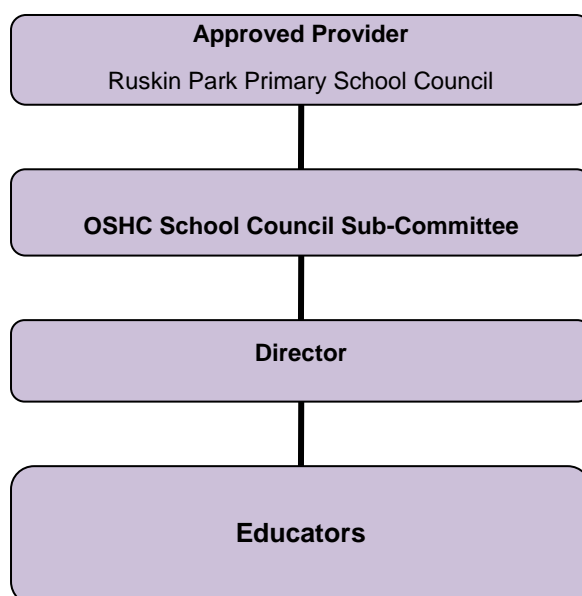 Approved Provider
Ruskin Park Primary School Council
OSHC School Council Sub-Committee
Director
Educators